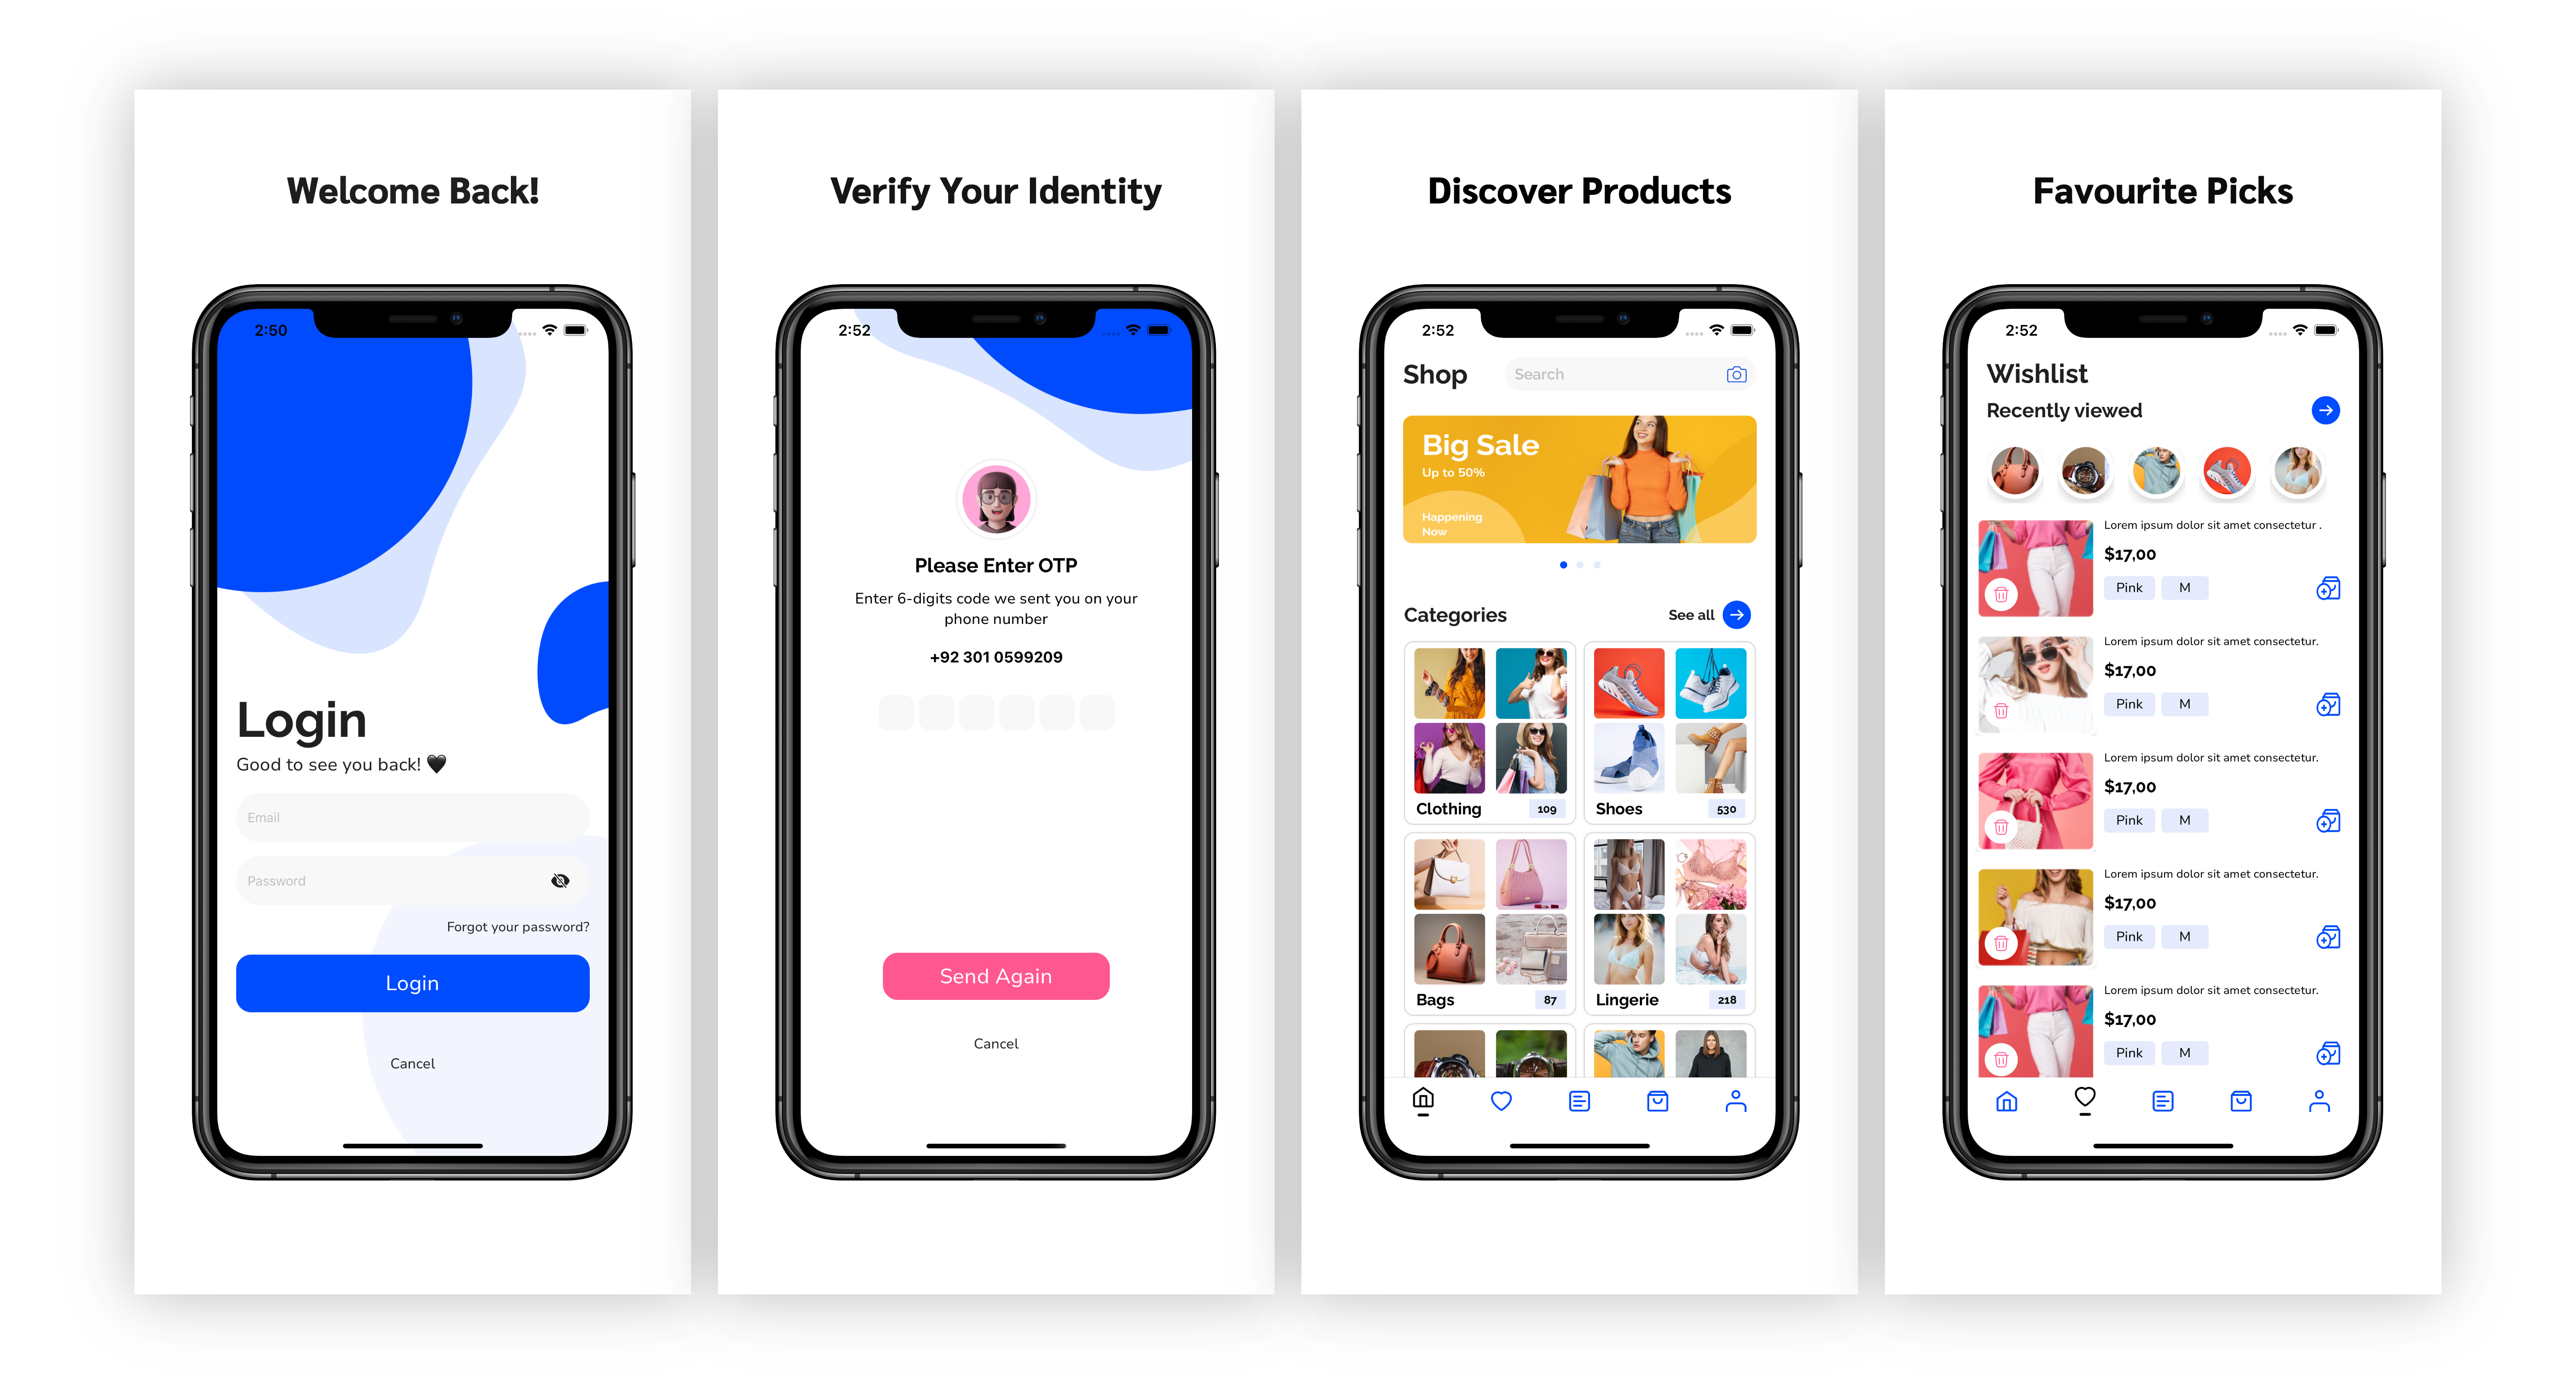 Welcome Back!
2:50
Login
Good to see you back! 🖤
Email
Password
Forgot your password?
Login
Cancel
Verify Your Identity
2:52
Please Enter OTP
Enter 6-digits code we sent you on your
phone number
+92 301 0599209
Send Again
Cancel
Discover Products
2:52
Shop
Search
Big Sale
Up to 50%
Happening
Now
Categories
See all
Clothing 109
Shoes 530
Bags 87
Lingerie 218
Favourite Picks
2:52
Wishlist
Recently viewed
Lorem ipsum dolor sit amet consectetur .
$17,00
Pink M
Lorem ipsum dolor sit amet consectetur.
$17,00
Pink M
Lorem ipsum dolor sit amet consectetur.
$17,00
Pink M
Lorem ipsum dolor sit amet consectetur.
$17,00
Pink M
Lorem ipsum dolor sit amet consectetur.
$17,00
Pink M